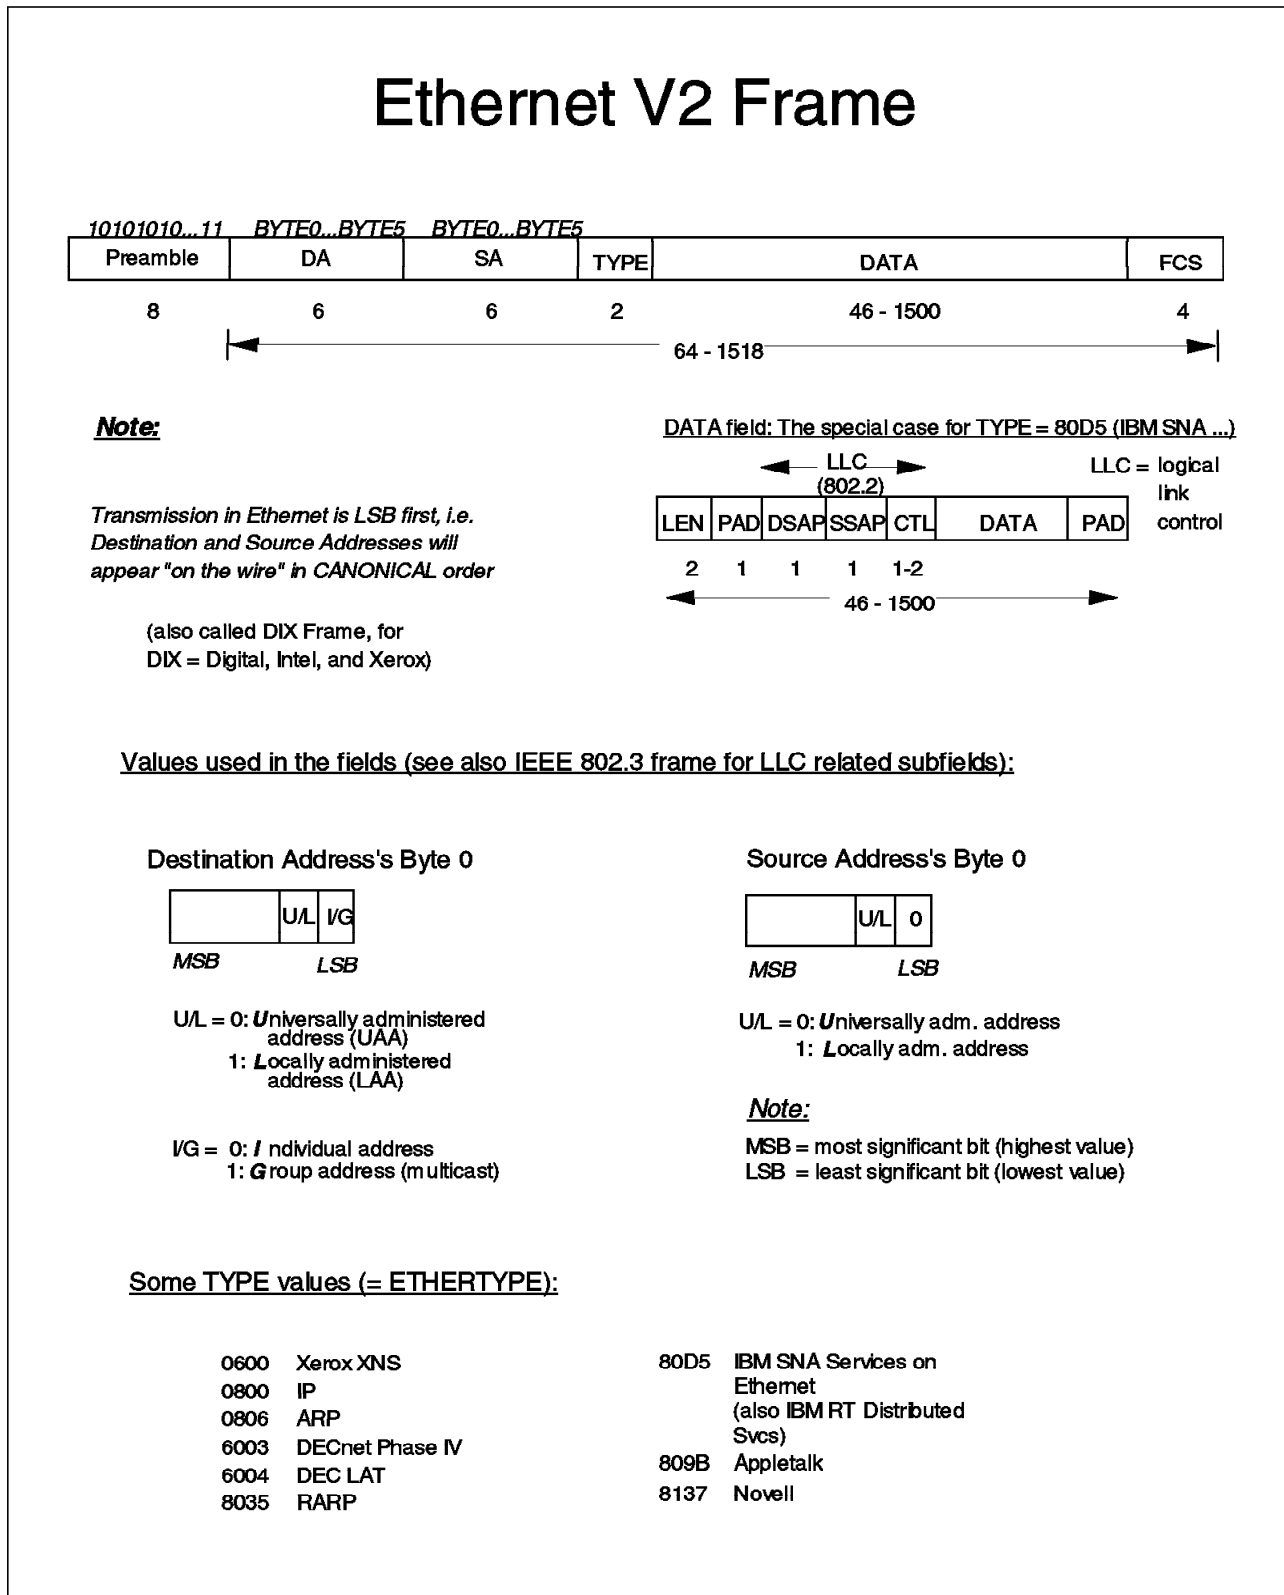 Ethernet V2 Frame
10101010...11 BYTE0...BYTE5 BYTE0...BYTE5
Preamble DA SA TYPE DATA FCS
8 6 6 2 46 - 1500 4
64 - 1518
Note:
Transmission in Ethernet is LSB first, i.e.
Destination and Source Addresses will
appear "on the wire" in CANONICAL order
(also called DIX Frame, for
DIX = Digital, Intel, and Xerox)
DATA field: The special case for TYPE = 80D5 (IBM SNA ...)
LLC
(802.2)
LLC = logical
link
control
LEN PAD DSAP SSAP CTL DATA PAD
2 1 1 1 1-2
46 - 1500
Values used in the fields (see also IEEE 802.3 frame for LLC related subfields):
Destination Address's Byte 0
U/L I/G
MSB LSB
U/L = 0: Universally administered
address (UAA)
1: Locally administered
address (LAA)
I/G = 0: I ndividual address
1: Group address (multicast)
Source Address's Byte 0
U/L 0
MSB LSB
U/L = 0: Universally adm. address
1: Locally adm. address
Note:
MSB = most significant bit (highest value)
LSB = least significant bit (lowest value)
Some TYPE values (= ETHERTYPE):
0600 Xerox XNS
0800 IP
0806 ARP
6003 DECnet Phase IV
6004 DEC LAT
8035 RARP
80D5 IBM SNA Services on
Ethernet
(also IBM RT Distributed
Svcs)
809B Appletalk
8137 Novell